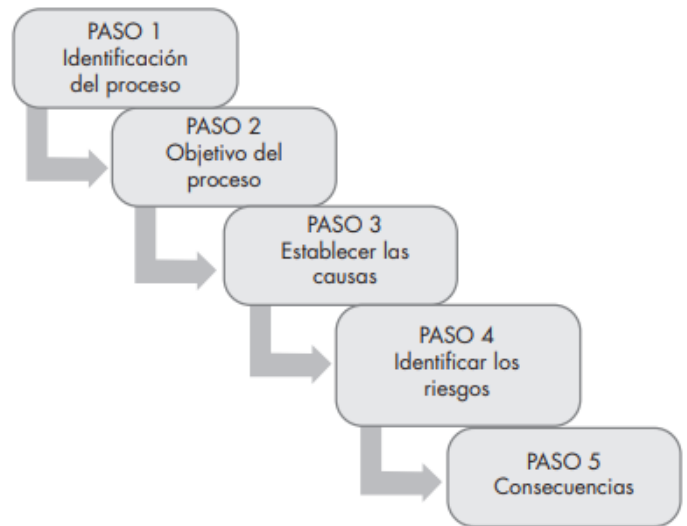 PASO 1
Identificación
del proceso
PASO 2
Objetivo del
proceso
PASO 3
Establecer las
causas
PASO 4
Identificar los
riesgos
PASO 5
Consecuencias